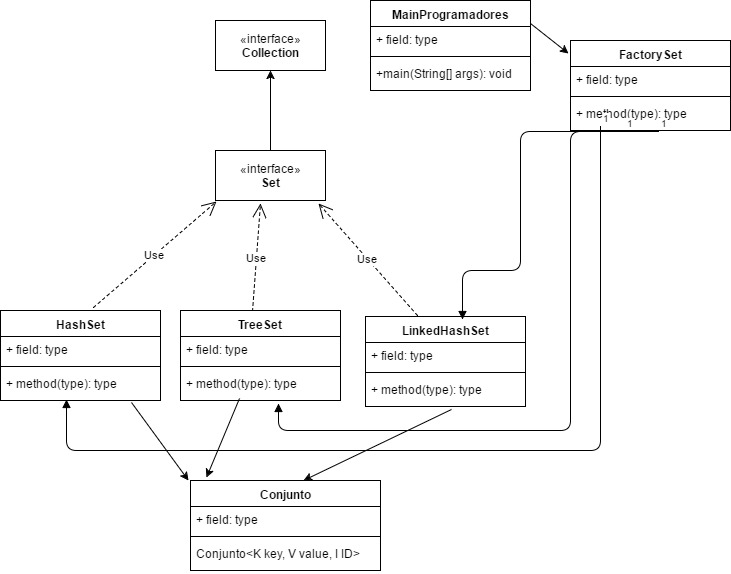 MainProgramadores
+ field: type
+main(String[] args): void
«interface»
Collection
FactorySet
+ field: type
+ method(type): type
1
1
1
«interface»
Set
Use
Use
Use
HashSet
+ field: type
+ method(type): type
TreeSet
+ field: type
+ method(type): type
LinkedHashSet
+ field: type
+ method(type): type
Conjunto
+ field: type
Conjunto<K key, V value, I ID>